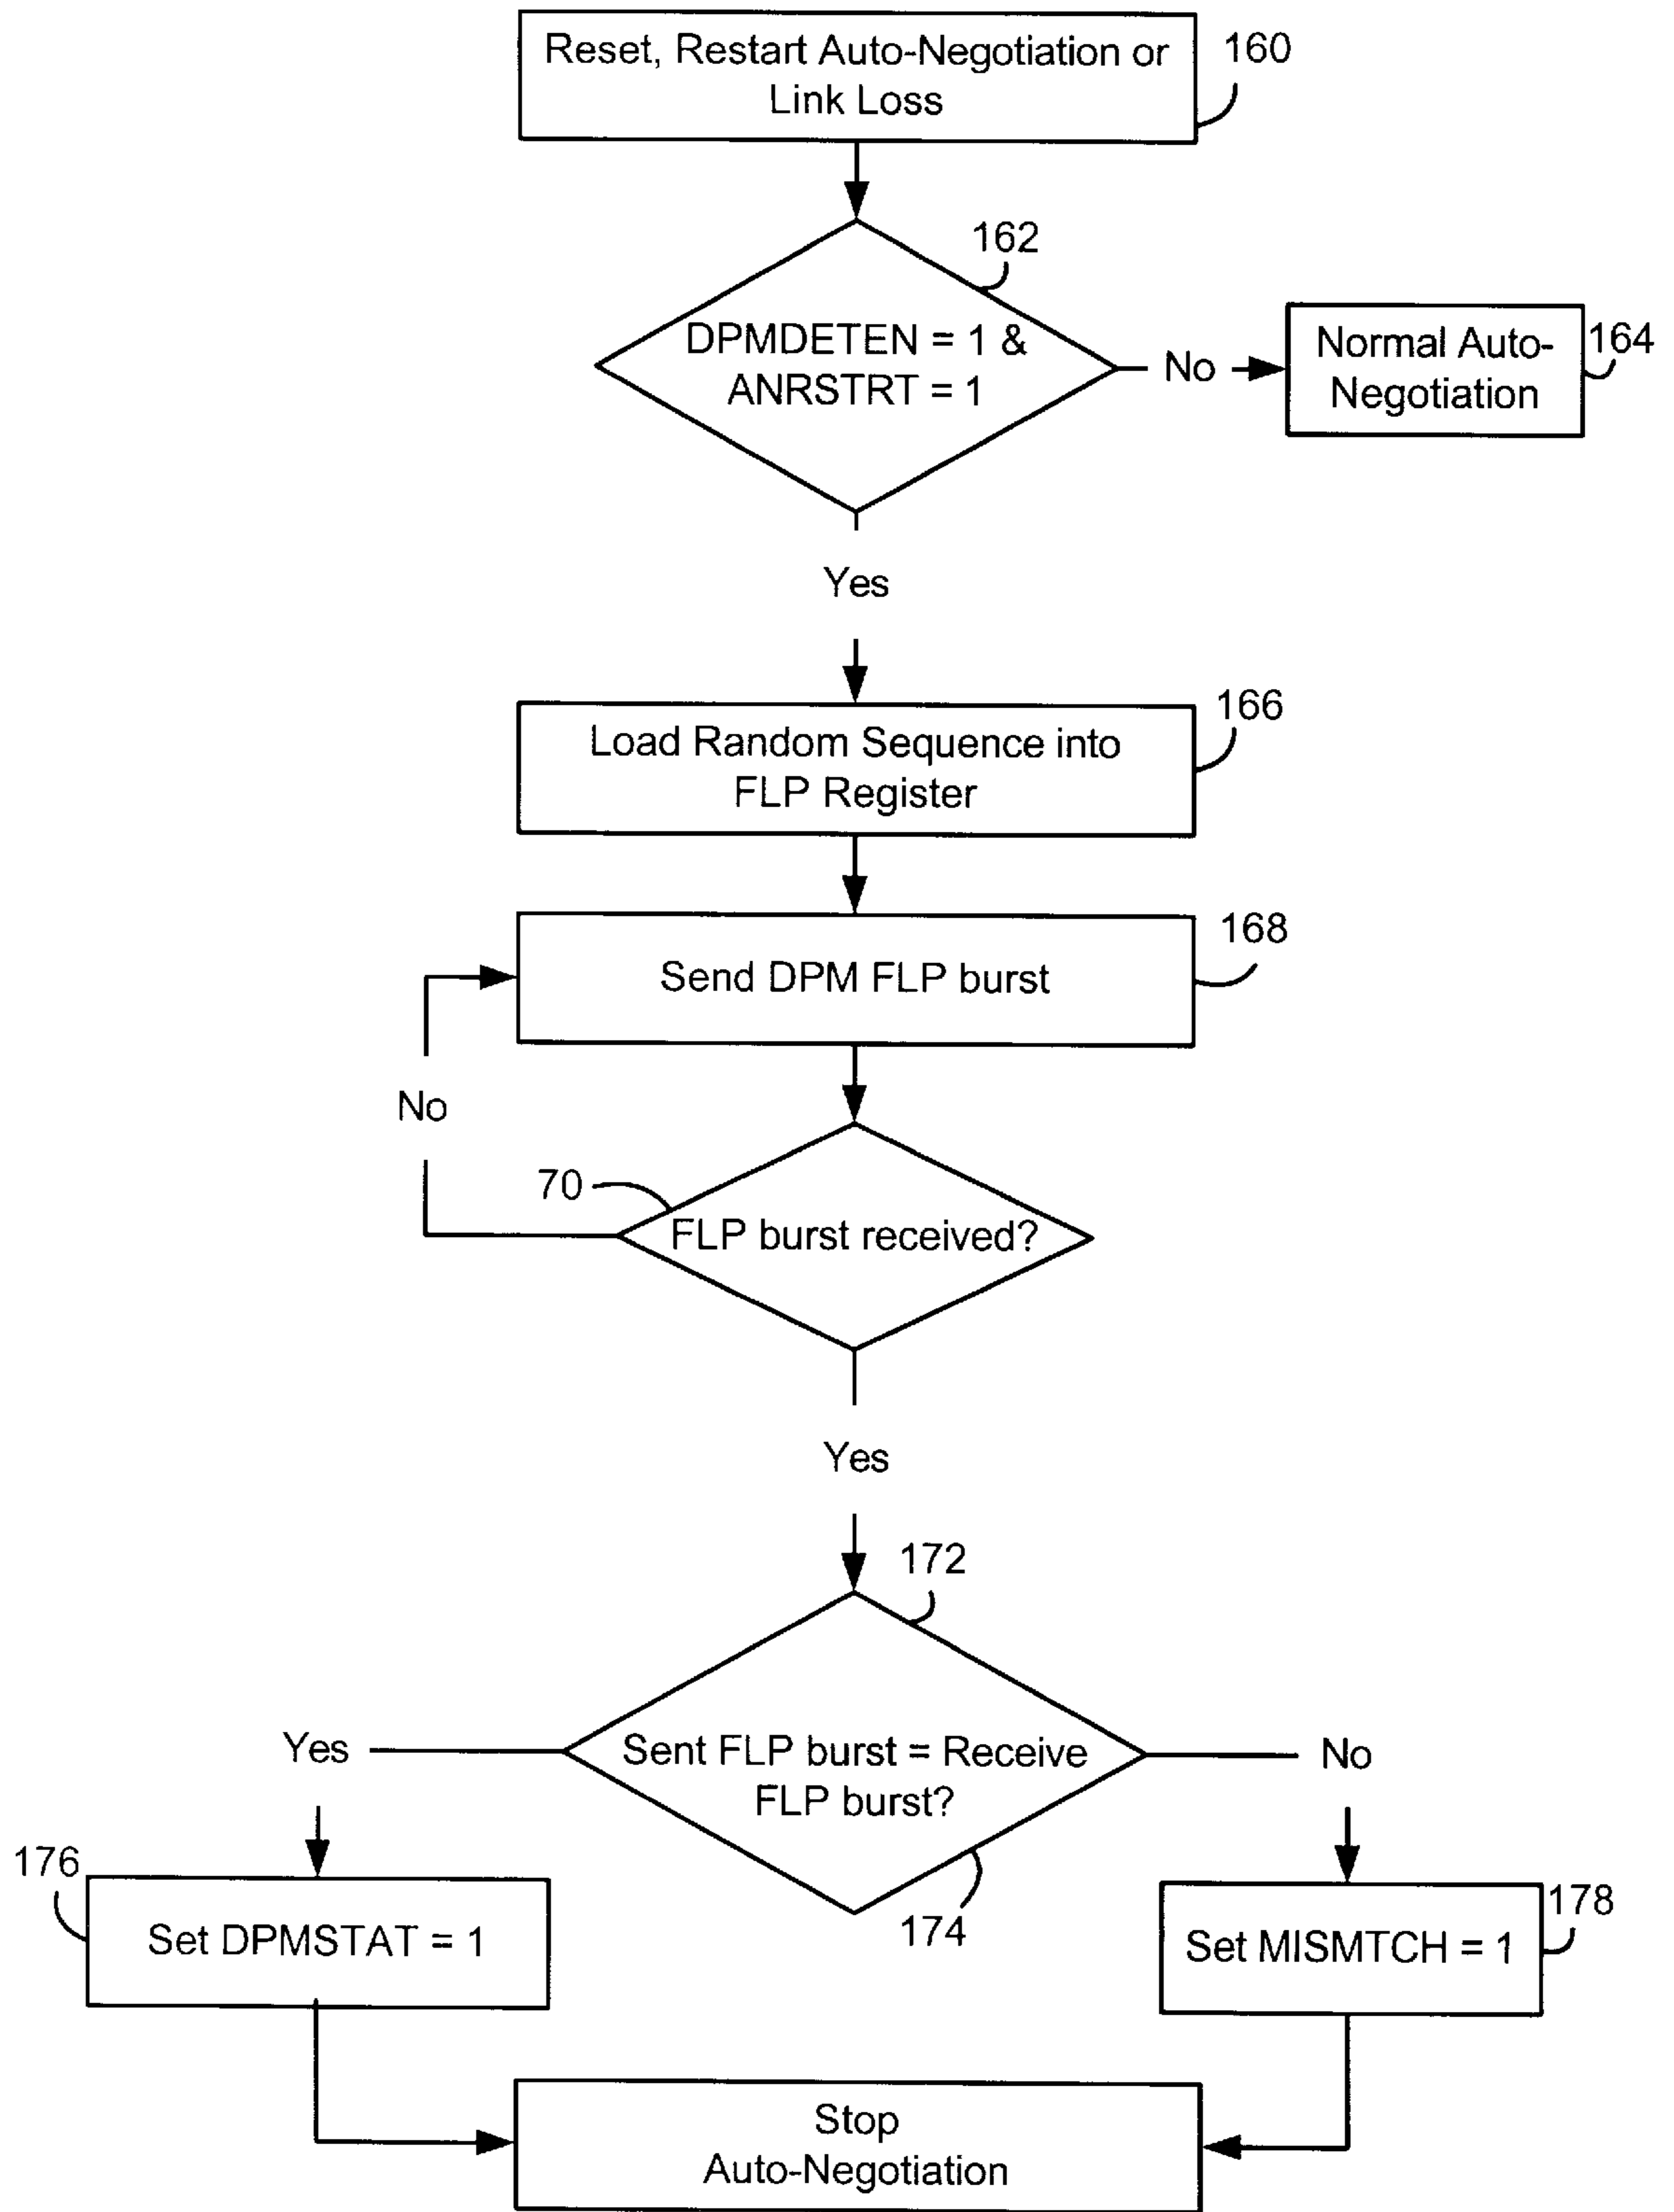 Reset, Restart Auto-Negotiation or
Link Loss
160
162
DPMDETEN = 1 &
ANRSTRT = 1
No
Normal Auto-
Negotiation
164
Yes
Load Random Sequence into
FLP Register
166
Send DPM FLP burst
168
No
70
FLP burst received?
Yes
172
Sent FLP burst = Receive
FLP burst?
174
Yes
No
176
Set DPMSTAT = 1
Set MISMTCH = 1
178
Stop
Auto-Negotiation